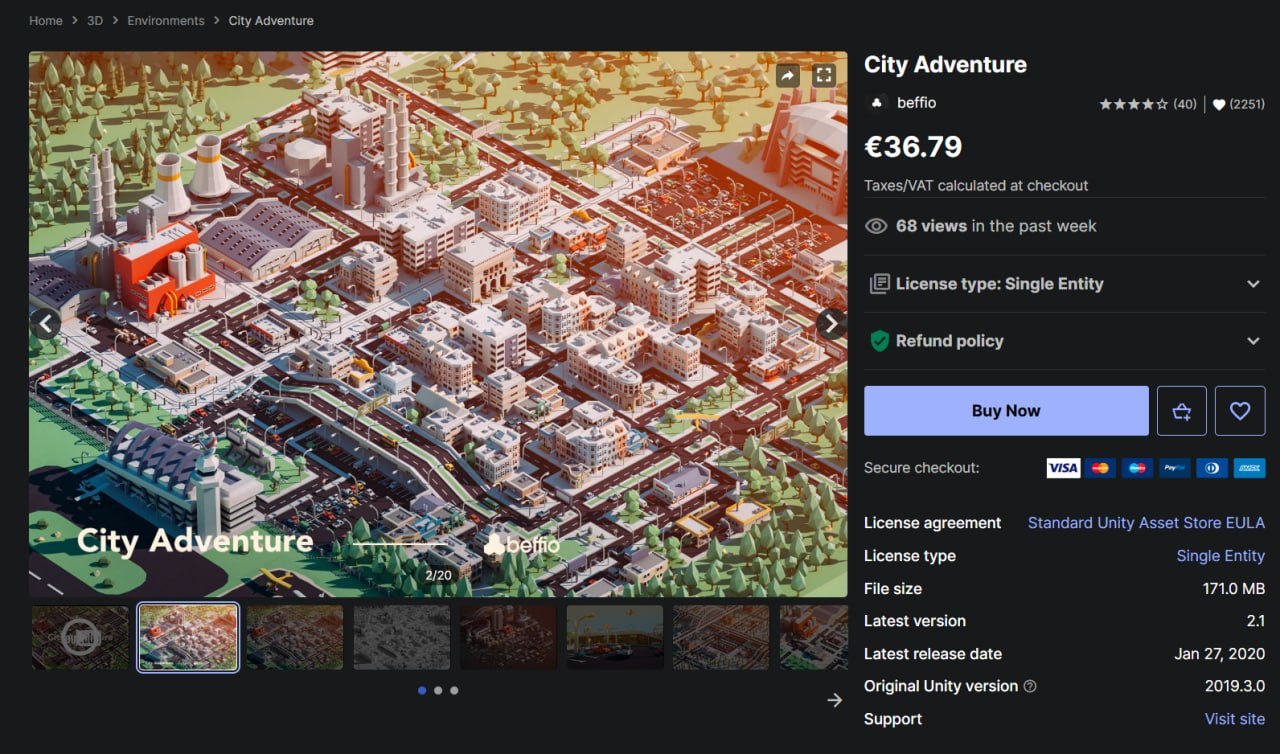 Home > 3D > Environments > City Adventure
City Adventure
beffio
2/20
City Adventure
beffio
(40) | (2251)
€36.79
Taxes/VAT calculated at checkout
68 views in the past week
License type: Single Entity
Refund policy
Buy Now
Secure checkout:
VISA
PayPal
License agreement Standard Unity Asset Store EULA
License type Single Entity
File size 171.0 MB
Latest version 2.1
Latest release date Jan 27, 2020
Original Unity version ? 2019.3.0
Support Visit site